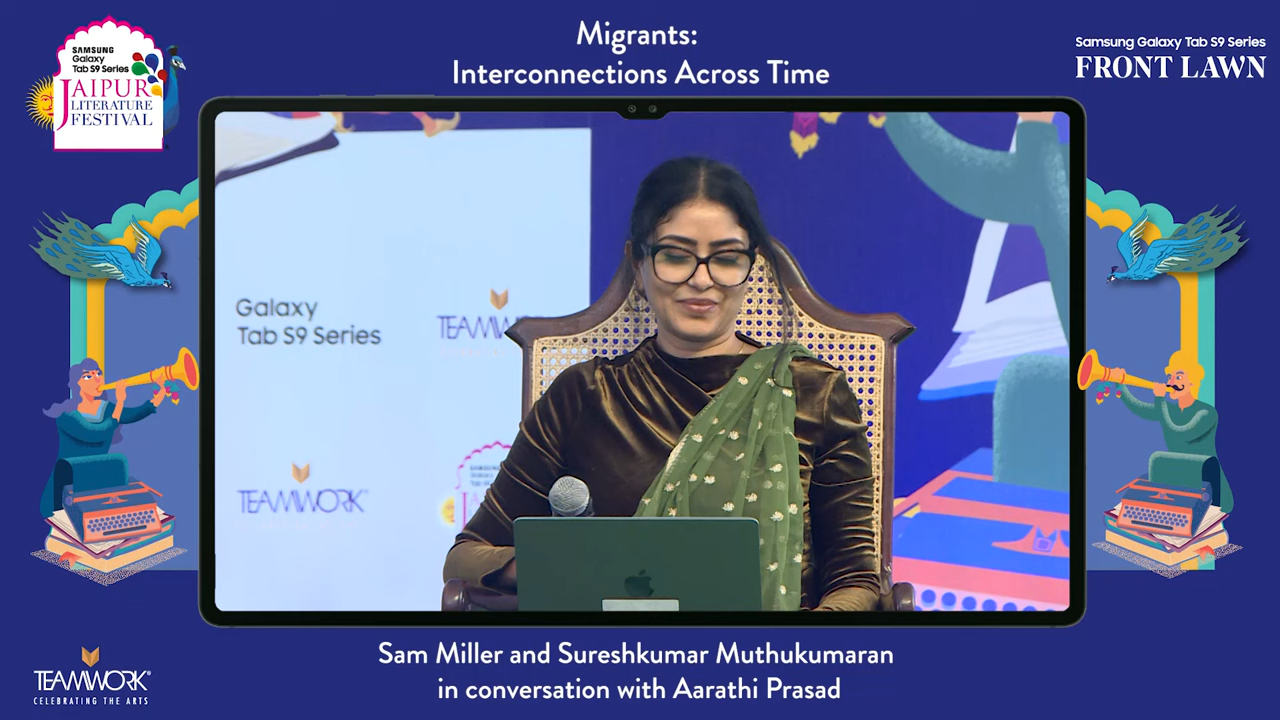 SAMSUNG
Galaxy
Tab S9 Series
JAIPUR
LITERATURE
FESTIVAL
Migrants:
Interconnections Across Time
Samsung Galaxy Tab S9 Series
FRONT LAWN
Galaxy
Tab S9 Series
TEAMWORK
SAMSUNG
Sam Miller and Sureshkumar Muthukumaran
in conversation with Aarathi Prasad
TEAMWORK®
CELEBRATING THE ARTS